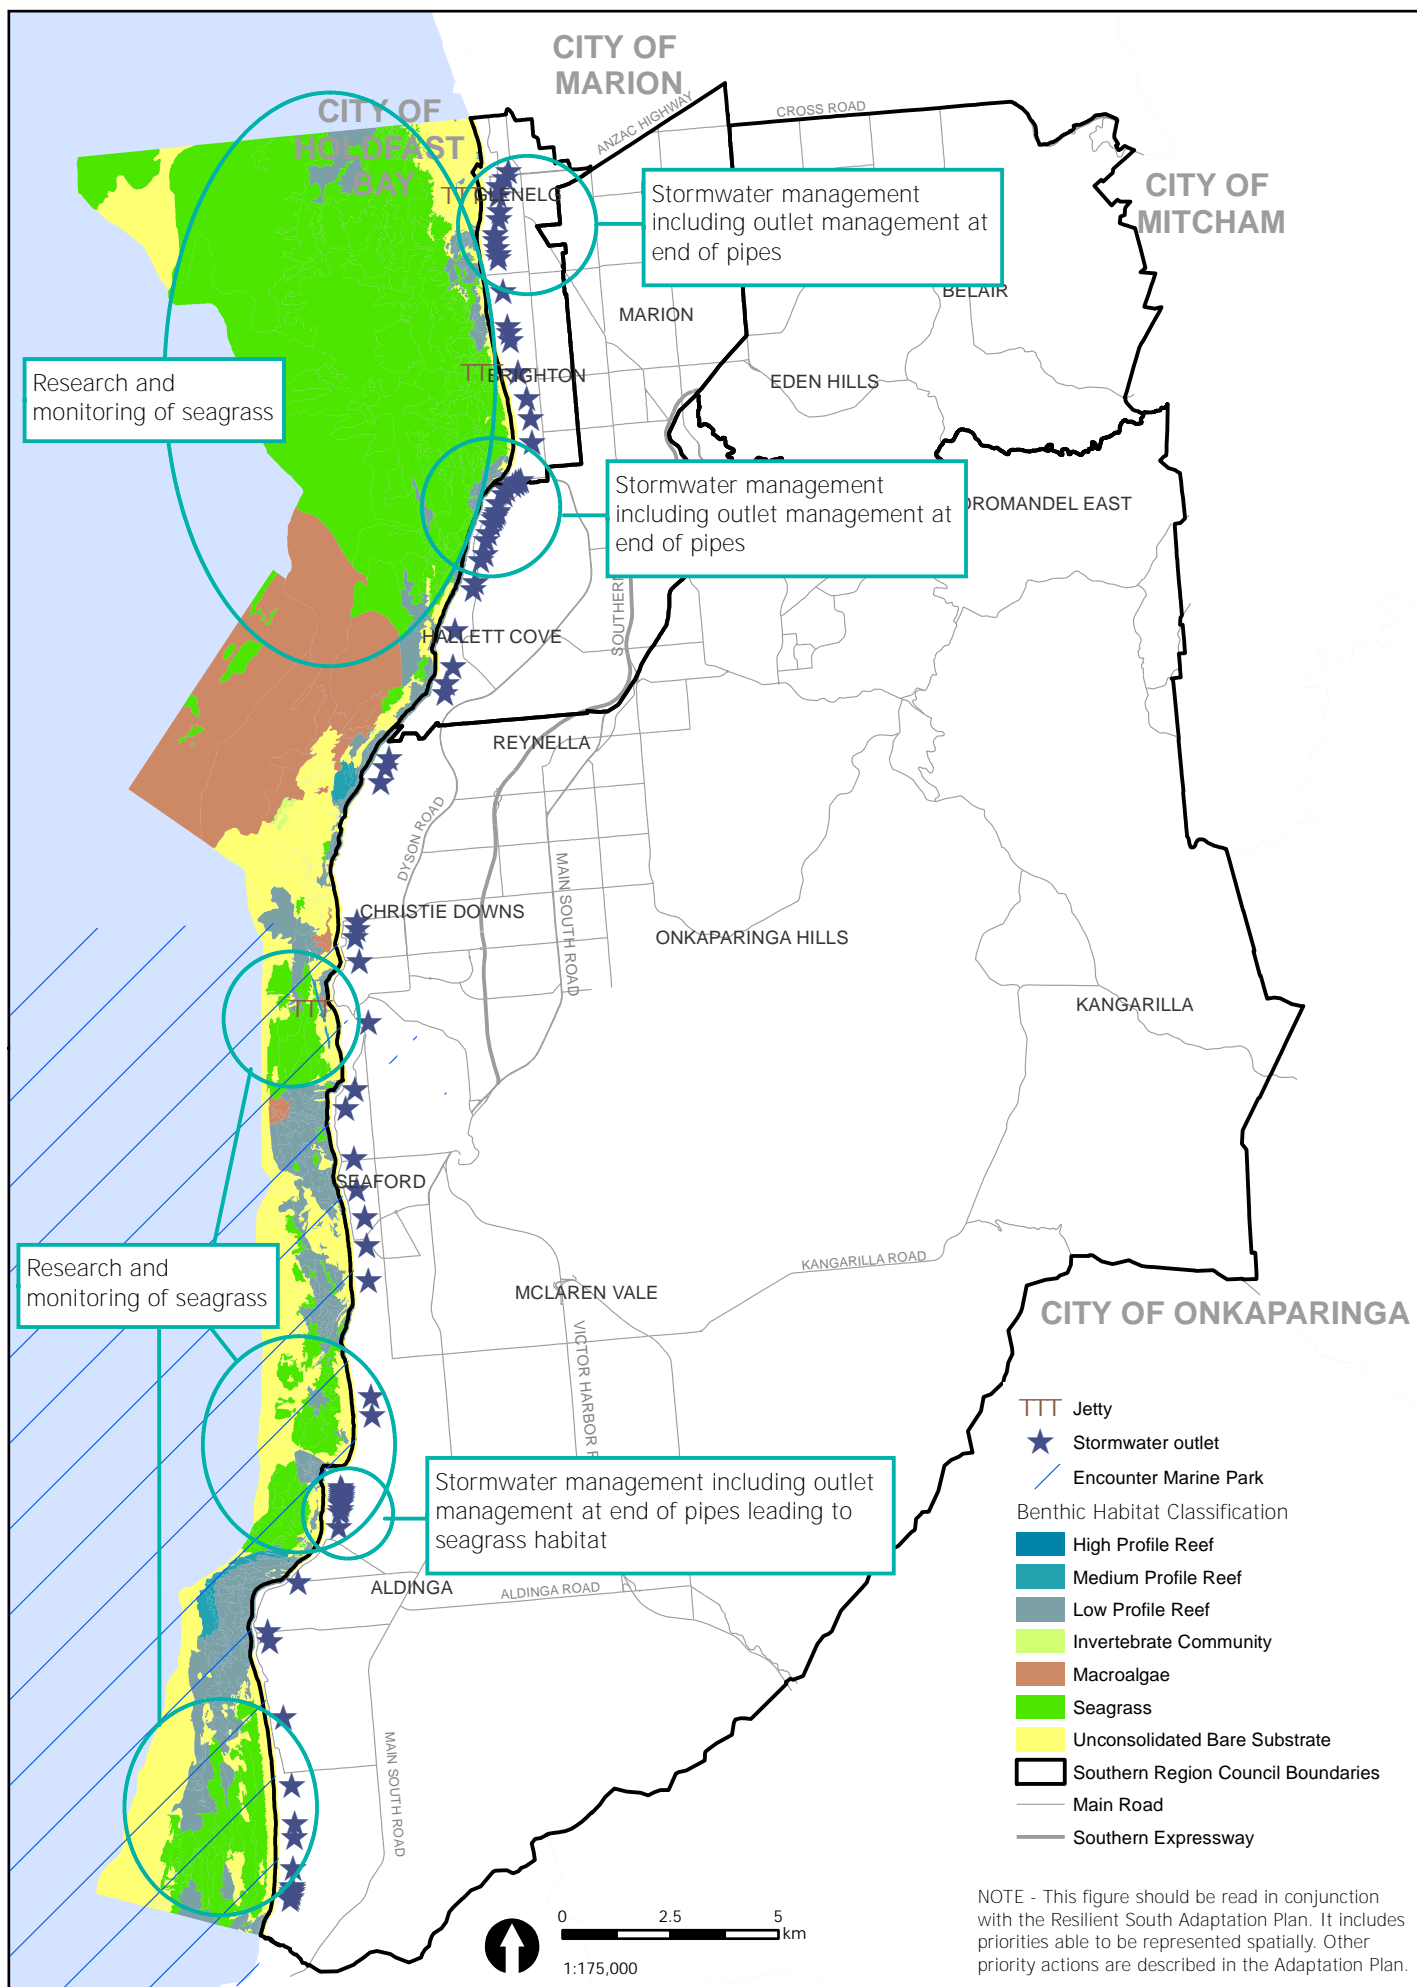 CITY OF
MARION
CITY OF
HOLDFAST
BAY
ANZAC HIGHWAY
CROSS ROAD
CITY OF
MITCHAM
GLENELG
Stormwater management
including outlet management at
end of pipes
BELAIR
MARION
Research and
monitoring of seagrass
BRIGHTON
EDEN HILLS
Stormwater management
including outlet management at
end of pipes
OROMANDEL EAST
SOUTHER
HALLETT COVE
REYNELLA
DYSON ROAD
MAIN SOUTH ROAD
CHRISTIE DOWNS
ONKAPARINGA HILLS
KANGARILLA
SEAFORD
Research and
monitoring of seagrass
KANGARILLA ROAD
MCLAREN VALE
CITY OF ONKAPARINGA
VICTOR HARBOR R
Stormwater management including outlet
management at end of pipes leading to
seagrass habitat
ALDINGA
ALDINGA ROAD
MAIN SOUTH ROAD
Jetty
Stormwater outlet
Encounter Marine Park
Benthic Habitat Classification
High Profile Reef
Medium Profile Reef
Low Profile Reef
Invertebrate Community
Macroalgae
Seagrass
Unconsolidated Bare Substrate
Southern Region Council Boundaries
Main Road
Southern Expressway
0 2.5 5
km
1:175,000
NOTE - This figure should be read in conjunction
with the Resilient South Adaptation Plan. It includes
priorities able to be represented spatially. Other
priority actions are described in the Adaptation Plan.